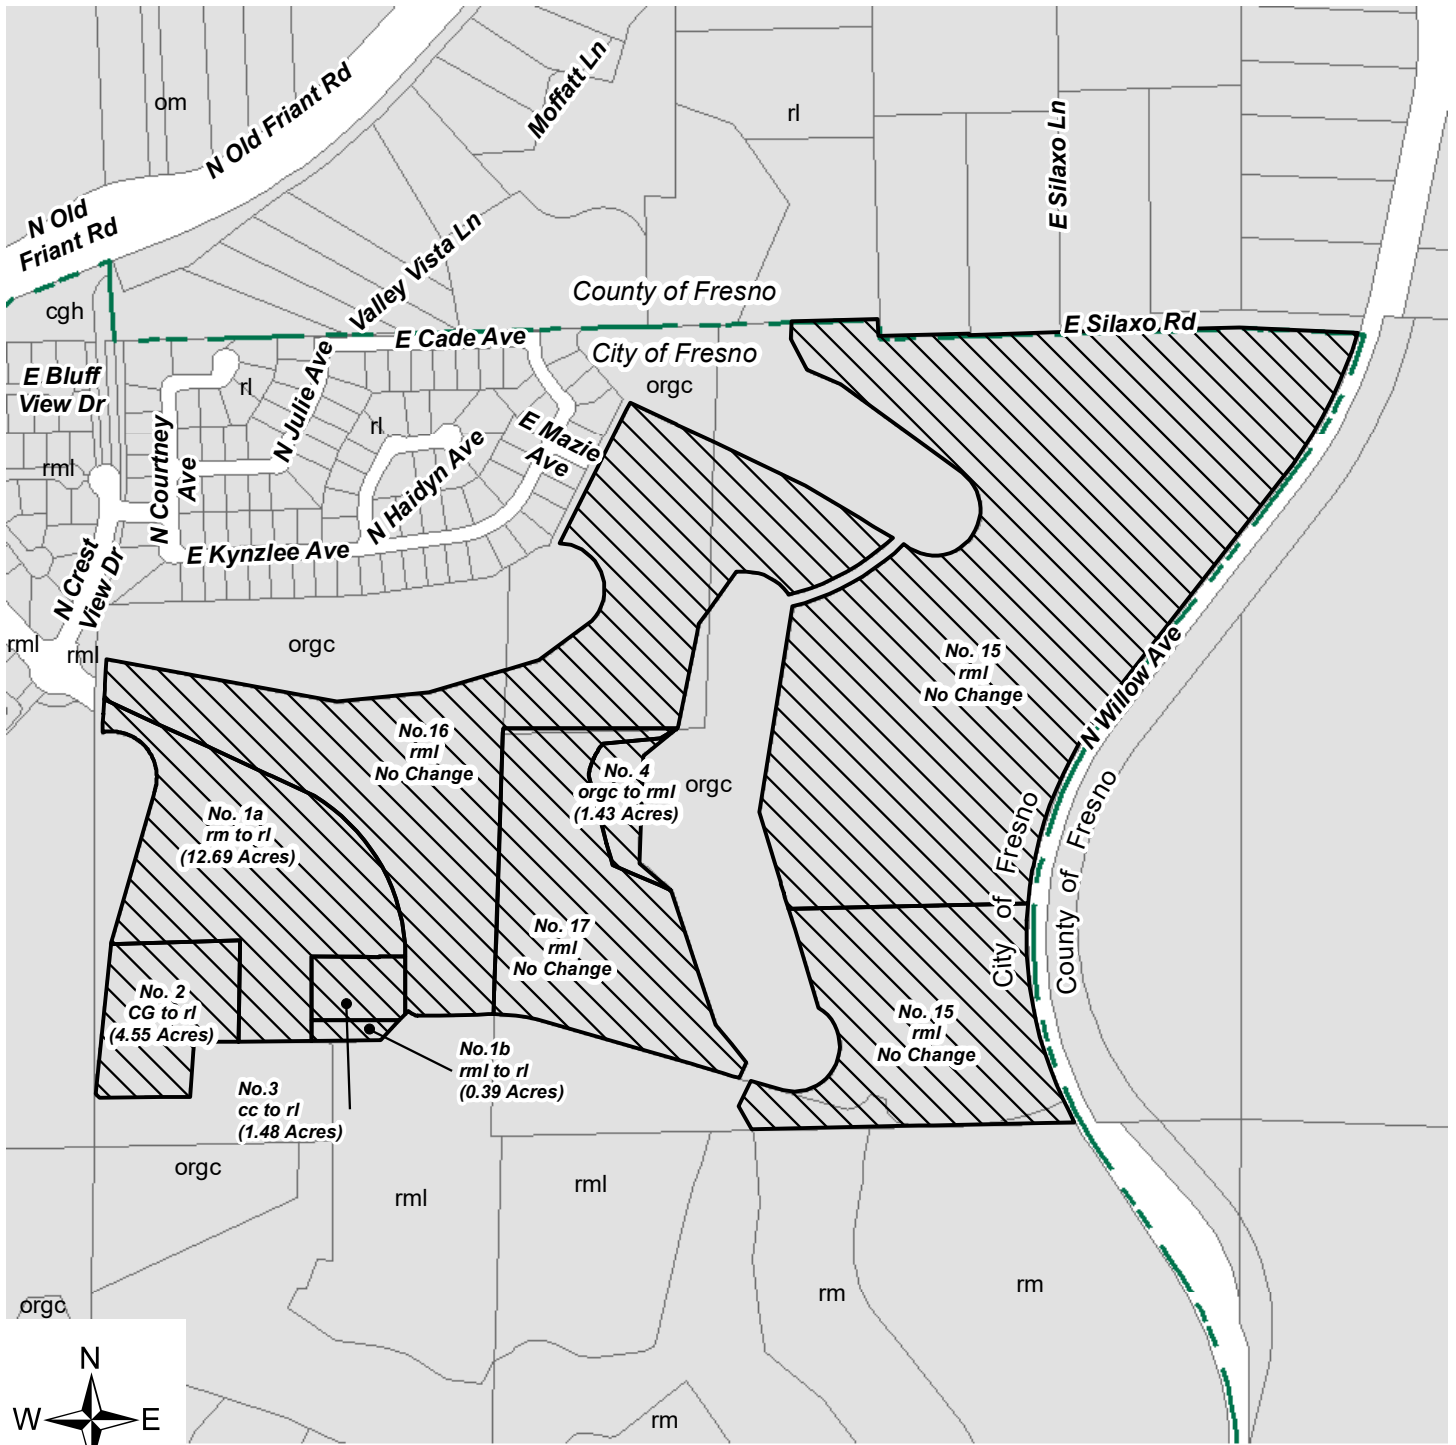 om
N Old Friant Rd
Moffatt Ln
rl
E Silaxo Ln
N Old
Friant Rd
Valley Vista Ln
cgh
County of Fresno
E Silaxo Rd
E Cade Ave
City of Fresno
E Bluff
View Dr
rl
N Julie Ave
orgc
rml
N Courtney
Ave
rl
N Haidyn Ave
E Mazie
Ave
E Kynzlee Ave
N Crest
View Dr
rml
rml
orgc
No. 15
rml
No Change
N Willow Ave
No.16
rml
No Change
No. 4
orgc to rml
(1.43 Acres)
orgc
No. 1a
rm to rl
(12.69 Acres)
City of Fresno
County of Fresno
No. 17
rml
No Change
No. 2
CG to rl
(4.55 Acres)
No. 15
rml
No Change
No.1b
rml to rl
(0.39 Acres)
No.3
cc to rl
(1.48 Acres)
orgc
rml
rml
rm
rm
orgc
rm
N
W
E